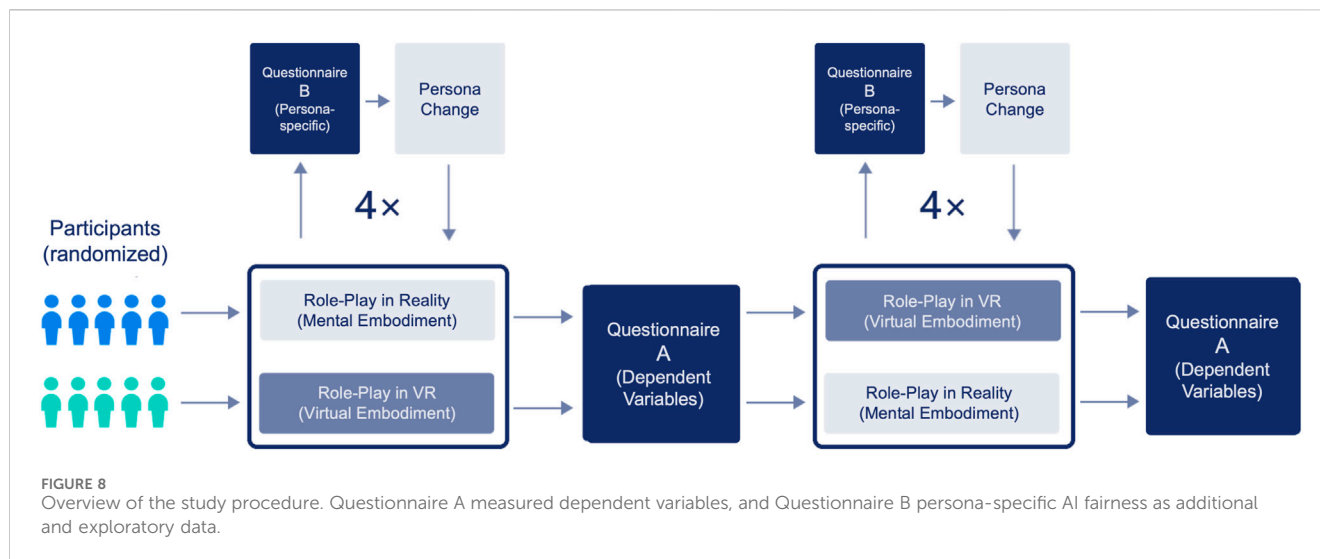 Questionnaire
B
(Persona-
specific)
Persona
Change
4×
Questionnaire
B
(Persona-
specific)
Persona
Change
4×
Participants
(randomized)
Role-Play in Reality
(Mental Embodiment)
Role-Play in VR
(Virtual Embodiment)
Questionnaire
A
(Dependent
Variables)
Role-Play in VR
(Virtual Embodiment)
Role-Play in Reality
(Mental Embodiment)
Questionnaire
A
(Dependent
Variables)
FIGURE 8
Overview of the study procedure. Questionnaire A measured dependent variables, and Questionnaire B persona-specific AI fairness as additional
and exploratory data.